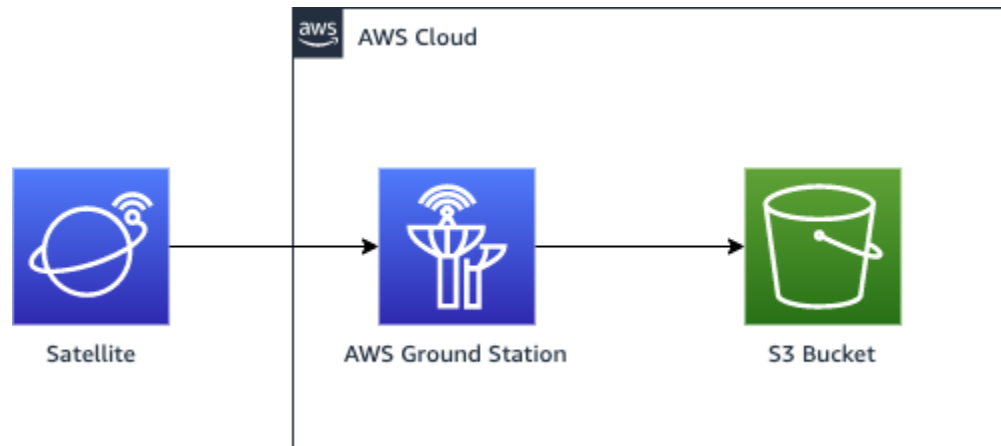 aws
AWS Cloud
Satellite
AWS Ground Station
S3 Bucket